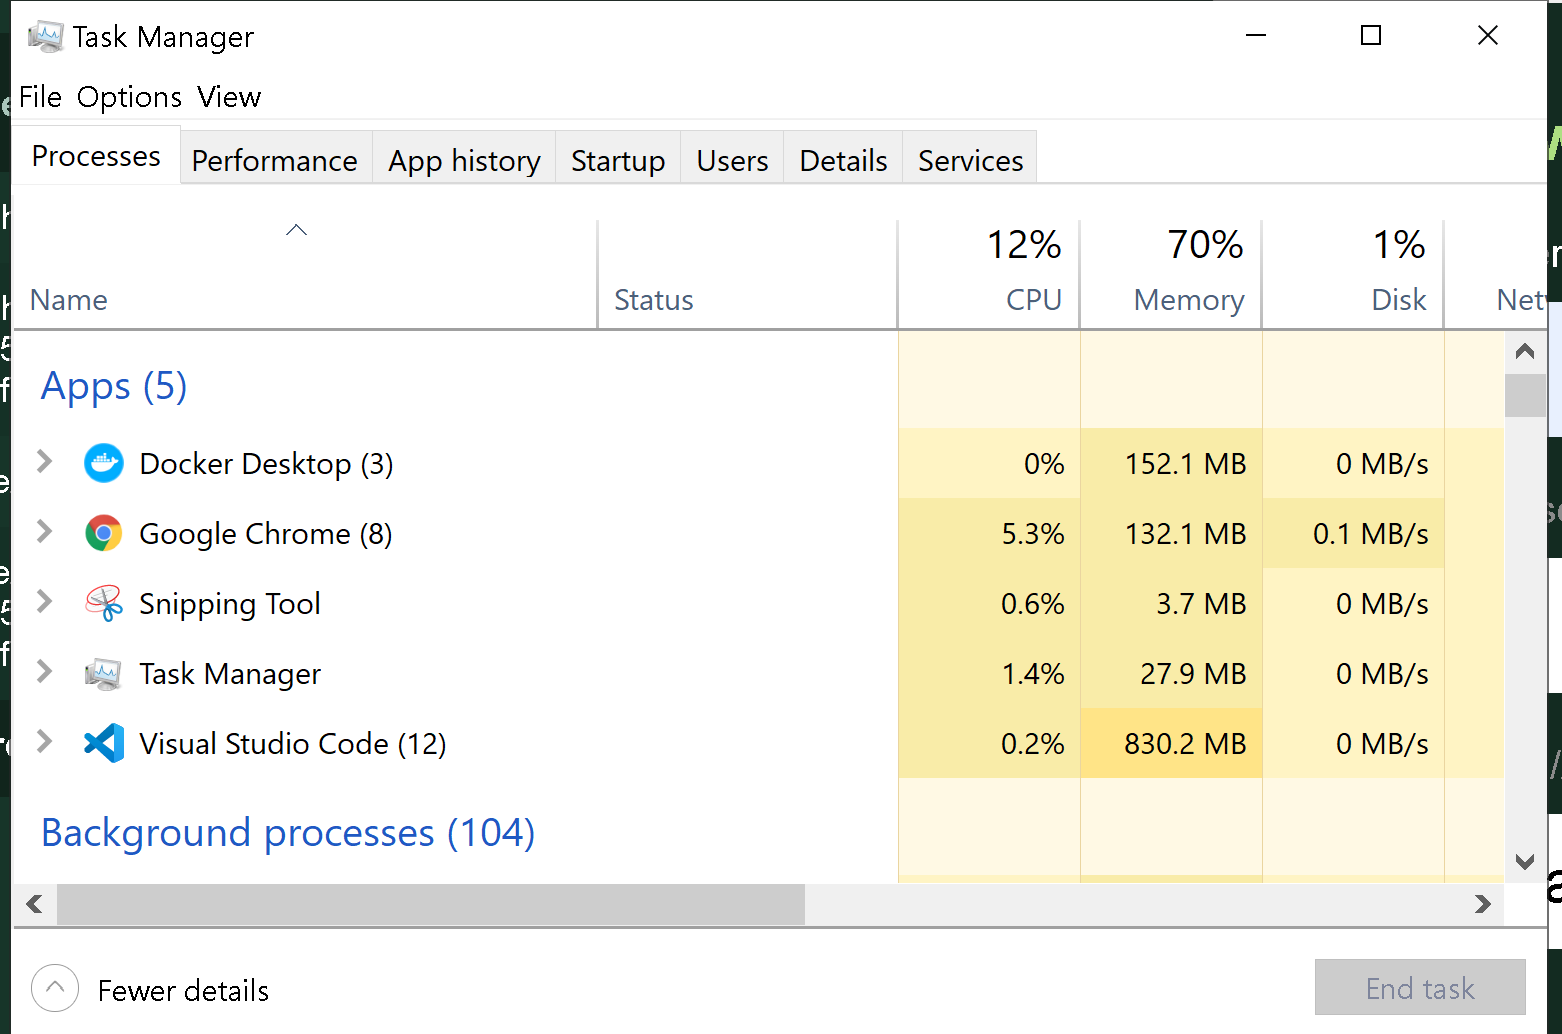 Task Manager
File Options View
Processes Performance App history Startup Users Details Services
12% 70% 1%
Name Status CPU Memory Disk Netw
Apps (5)
Docker Desktop (3) 0% 152.1 MB 0 MB/s
Google Chrome (8) 5.3% 132.1 MB 0.1 MB/s
Snipping Tool 0.6% 3.7 MB 0 MB/s
Task Manager 1.4% 27.9 MB 0 MB/s
Visual Studio Code (12) 0.2% 830.2 MB 0 MB/s
Background processes (104)
Fewer details End task